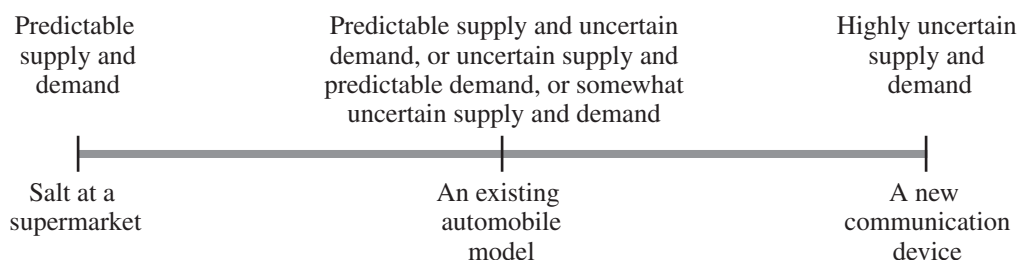 Predictable
supply and
demand
Predictable supply and uncertain
demand, or uncertain supply and
predictable demand, or somewhat
uncertain supply and demand
Highly uncertain
supply and
demand
Salt at a
supermarket
An existing
automobile
model
A new
communication
device